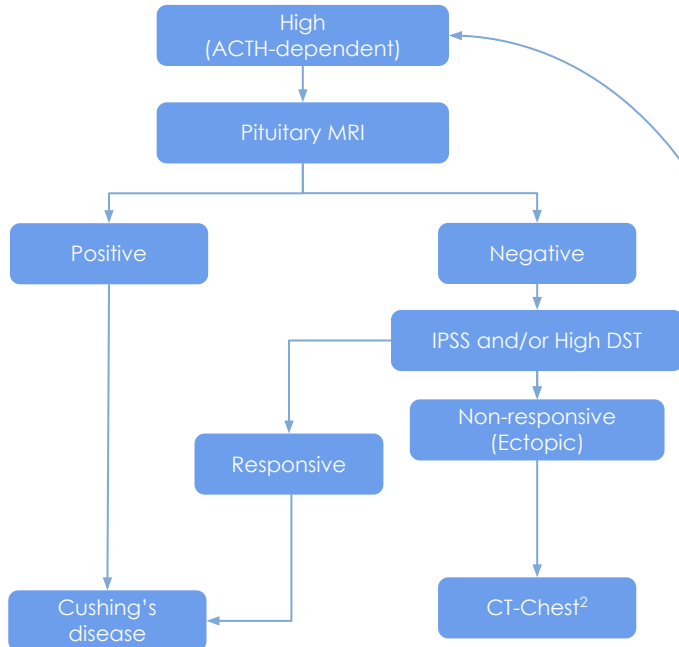 High
(ACTH-dependent)
Pituitary MRI
Positive
Negative
IPSS and/or High DST
Non-responsive
(Ectopic)
Responsive
Cushing’s
disease
CT-Chest²